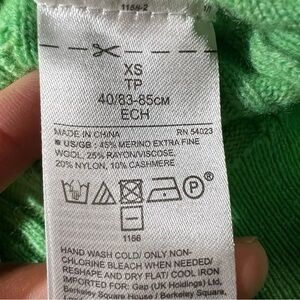 1154-2
XS
TP
40/83-85CM
ECH
MADE IN CHINA RN 54023
● US/GB : 45% MERINO EXTRA FINE
WOOL, 25% RAYON/VISCOSE,
20% NYLON, 10% CASHMERE
P
1166
HAND WASH COLD/ ONLY NON-
CHLORINE BLEACH WHEN NEEDED/
RESHAPE AND DRY FLAT/ COOL IRON
IMPORTED FOR: Gap (UK Holdings) Ltd,
Berkeley Square House / Berkeley Square,